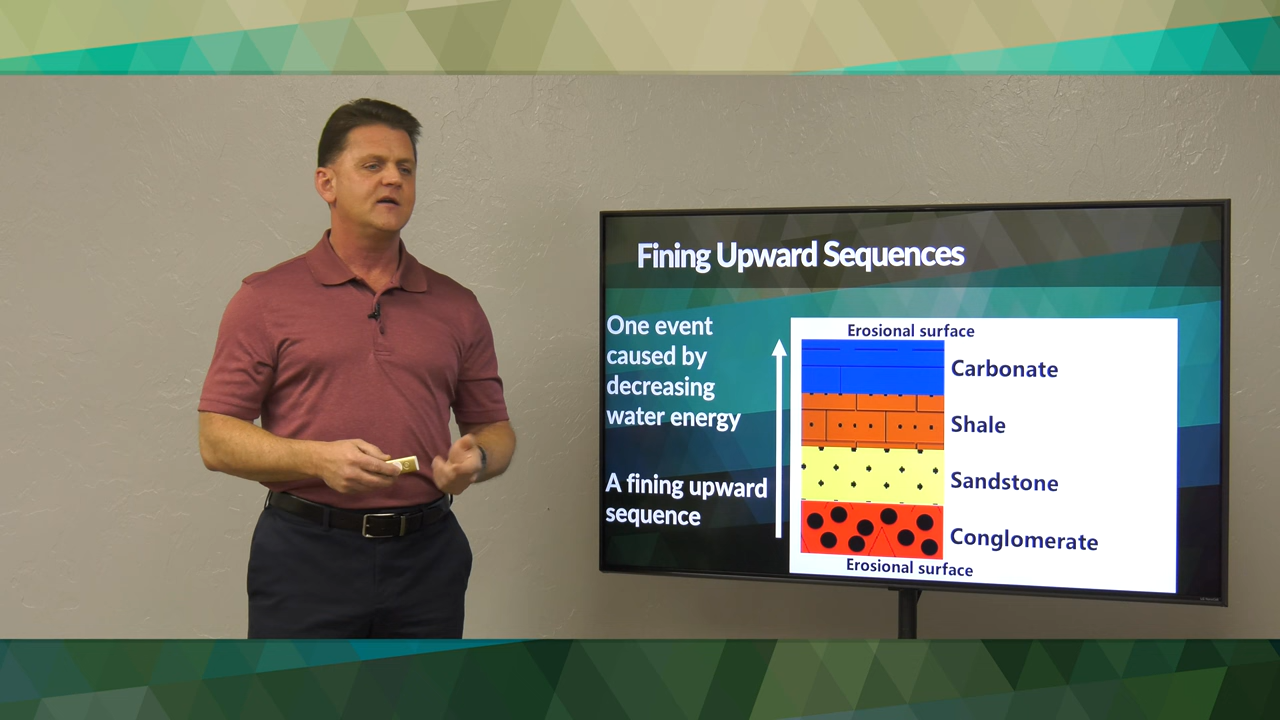 Fining Upward Sequences
One event
caused by
decreasing
water energy
A fining upward
sequence
Erosional surface
Carbonate
Shale
Sandstone
Conglomerate
Erosional surface